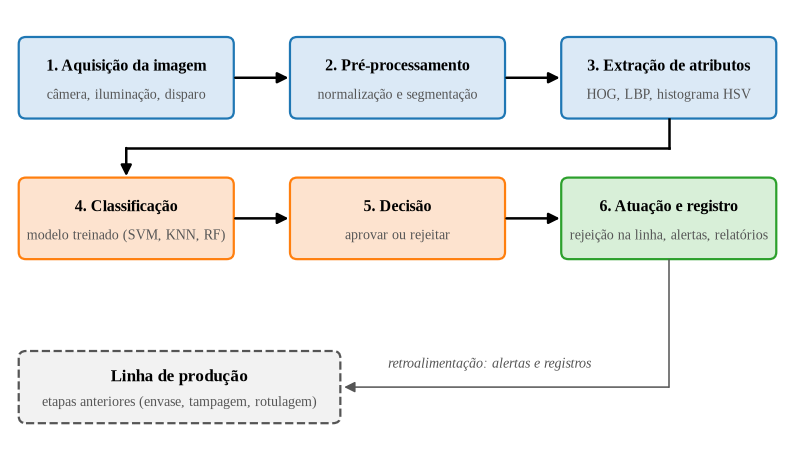 1. Aquisição da imagem
câmera, iluminação, disparo
2. Pré-processamento
normalização e segmentação
3. Extração de atributos
HOG, LBP, histograma HSV
4. Classificação
modelo treinado (SVM, KNN, RF)
5. Decisão
aprovar ou rejeitar
6. Atuação e registro
rejeição na linha, alertas, relatórios
retroalimentação: alertas e registros
Linha de produção
etapas anteriores (envase, tampagem, rotulagem)